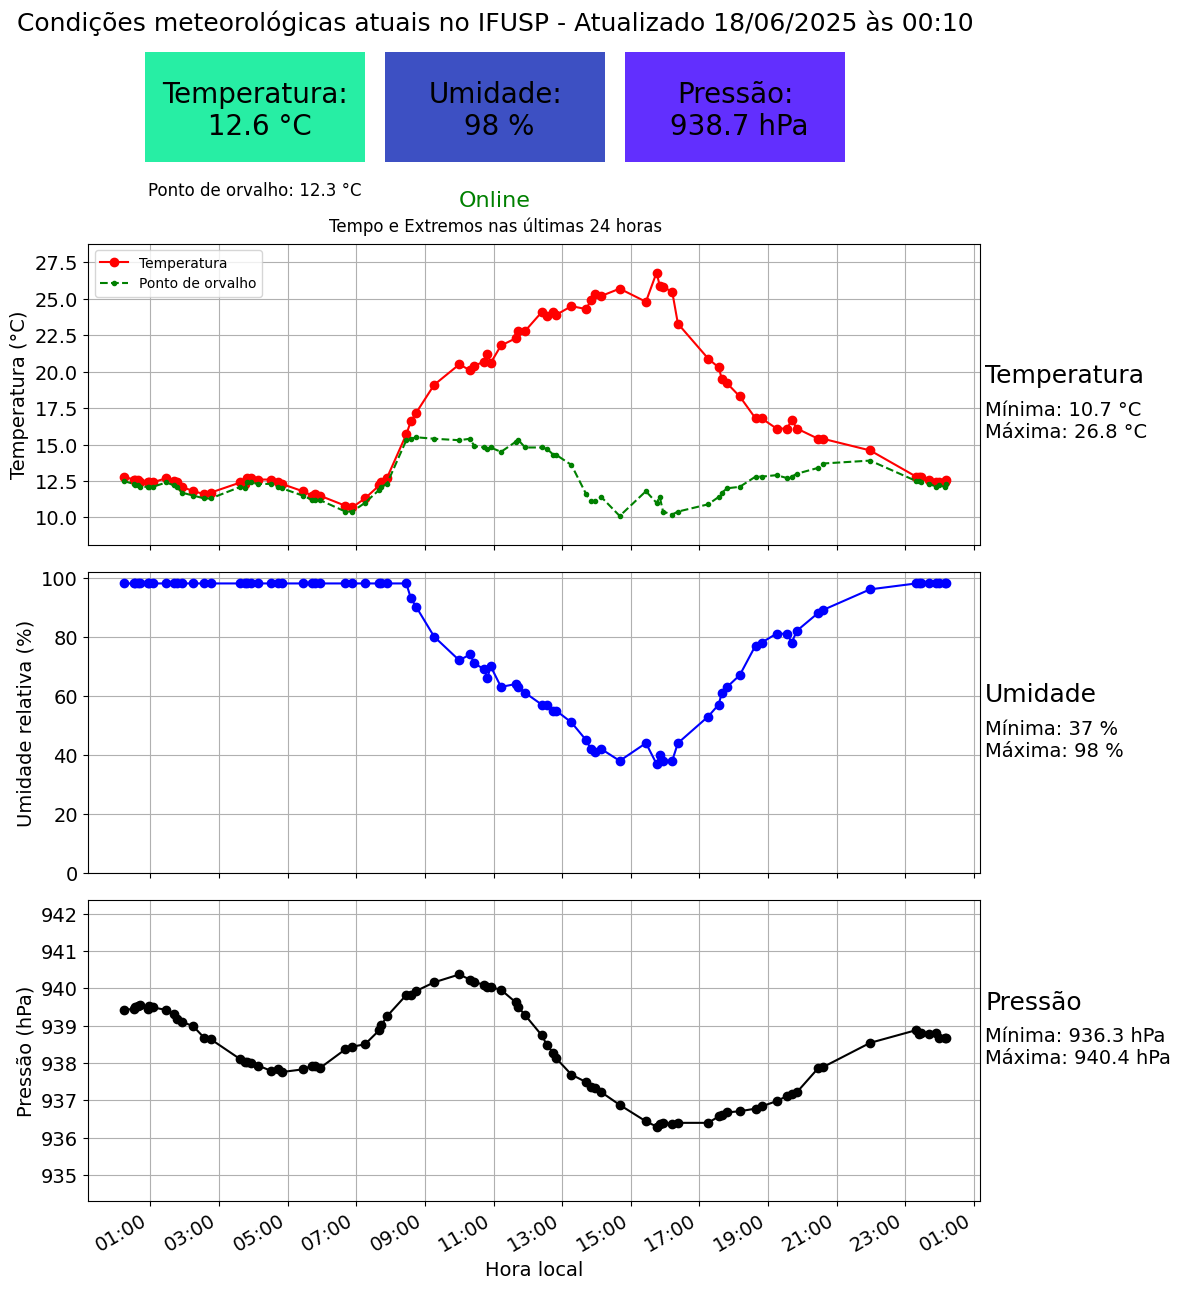 Condições meteorológicas atuais no IFUSP - Atualizado 18/06/2025 às 00:10
Temperatura:
12.6 °C
Umidade:
98 %
Pressão:
938.7 hPa
Ponto de orvalho: 12.3 °C
Online
Tempo e Extremos nas últimas 24 horas
Temperatura
Ponto de orvalho
Temperatura (°C)
27.5
25.0
22.5
20.0
17.5
15.0
12.5
10.0
Temperatura
Mínima: 10.7 °C
Máxima: 26.8 °C
Umidade relativa (%)
100
80
60
40
20
0
Umidade
Mínima: 37 %
Máxima: 98 %
Pressão (hPa)
942
941
940
939
938
937
936
935
Pressão
Mínima: 936.3 hPa
Máxima: 940.4 hPa
01:00
03:00
05:00
07:00
09:00
11:00
13:00
15:00
17:00
19:00
21:00
23:00
01:00
Hora local